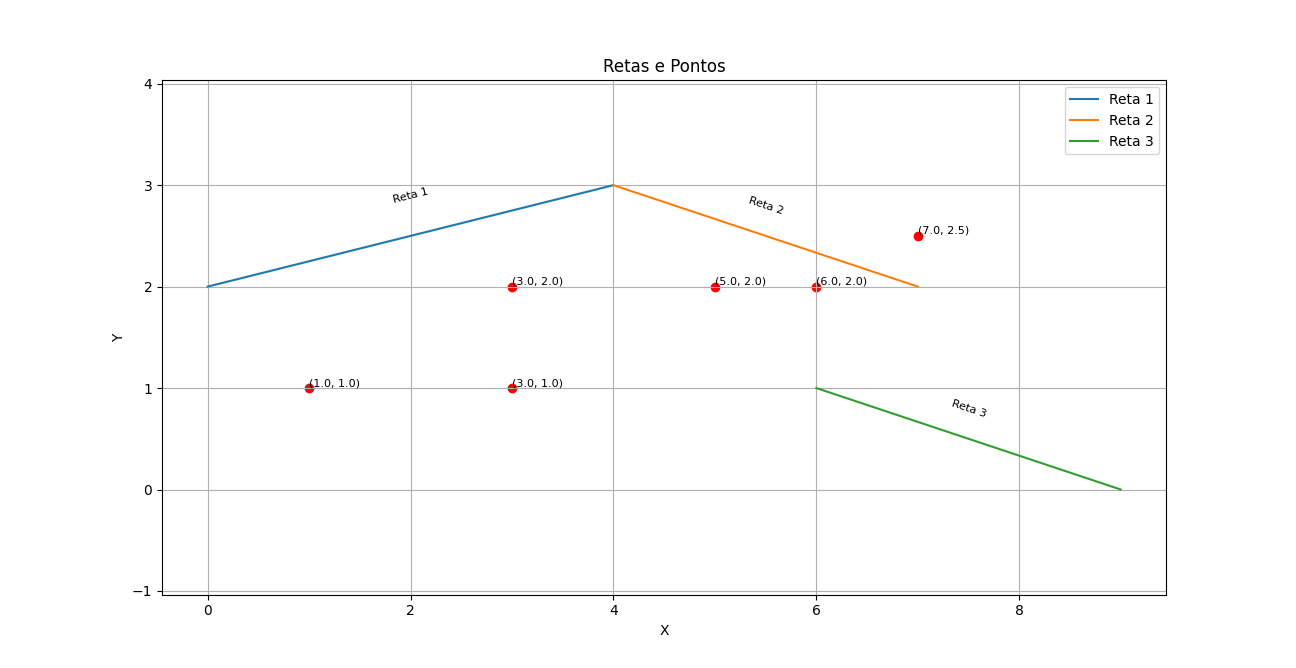 Retas e Pontos
Reta 1
Reta 2
Reta 3
Reta 1
Reta 2
(7.0, 2.5)
(3.0, 2.0)
(5.0, 2.0)
(6.0, 2.0)
(1.0, 1.0)
(3.0, 1.0)
Reta 3
4
3
2
1
0
−1
Y
0
2
4
6
8
X